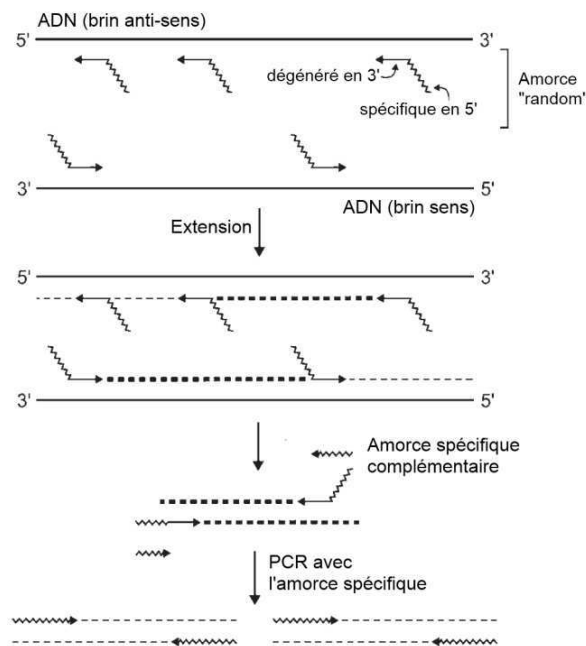 ADN (brin anti-sens)
5' 3'
dégénéré en 3'
spécifique en 5'
Amorce
"random'
3' 5'
ADN (brin sens)
Extension
5' 3'
3' 5'
Amorce spécifique
complémentaire
PCR avec
l'amorce spécifique